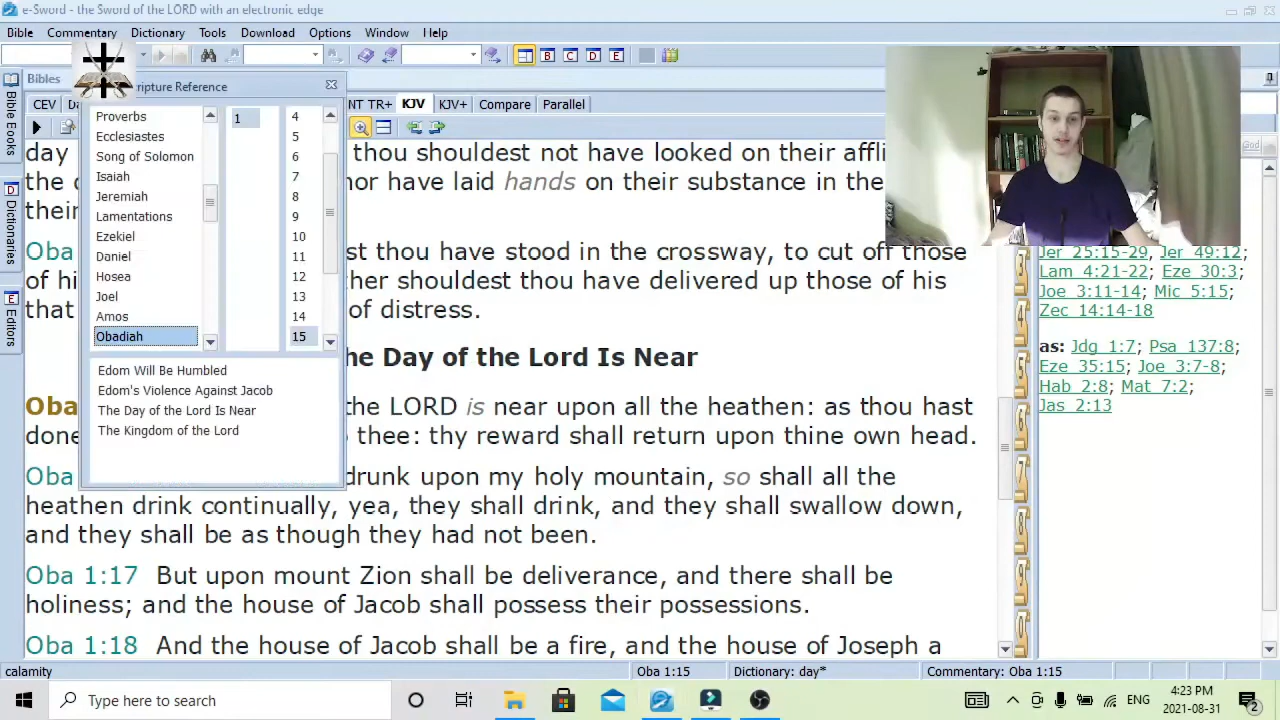 e-Sword - the Sword of the LORD with an electronic edge
Bible Commentary Dictionary Tools Download Options Window Help
B C D E
Bibles
Scripture Reference
CEV NT TR+ KJV KJV+ Compare Parallel
Bible Ebooks
Dictionaries
Editors
Proverbs
Ecclesiastes
Song of Solomon
Isaiah
Jeremiah
Lamentations
Ezekiel
Daniel
Hosea
Joel
Amos
Obadiah
1
4
5
6
7
8
9
10
11
12
13
14
15
Edom Will Be Humbled
Edom's Violence Against Jacob
The Day of the Lord Is Near
The Kingdom of the Lord
day thou shouldest not have looked on their
the nor have laid hands on their substance in the
their
Oba thou have stood in the crossway, to cut off those
of shouldest thou have delivered up those of his
that of distress.
Day of the Lord Is Near
Oba the LORD is near upon all the heathen: as thou hast
done thee: thy reward shall return upon thine own head.
Oba drunk upon my holy mountain, so shall all the
heathen drink continually, yea, they shall drink, and they shall swallow down,
and they shall be as though they had not been.
Oba 1:17 But upon mount Zion shall be deliverance, and there shall be
holiness; and the house of Jacob shall possess their possessions.
Oba 1:18 And the house of Jacob shall be a fire, and the house of Joseph a
3
4
5
6
7
8
9
God
Jer 25:15-29, Jer 49:12;
Lam 4:21-22; Eze 30:3;
Joe 3:11-14; Mic 5:15;
Zec 14:14-18
as: Jdg 1:7; Psa 137:8;
Eze 35:15; Joe 3:7-8;
Hab 2:8; Mat 7:2;
Jas 2:13
calamity Oba 1:15 Dictionary: day* Commentary: Oba 1:15
Type here to search
ENG
4:23 PM
2021-08-31
2